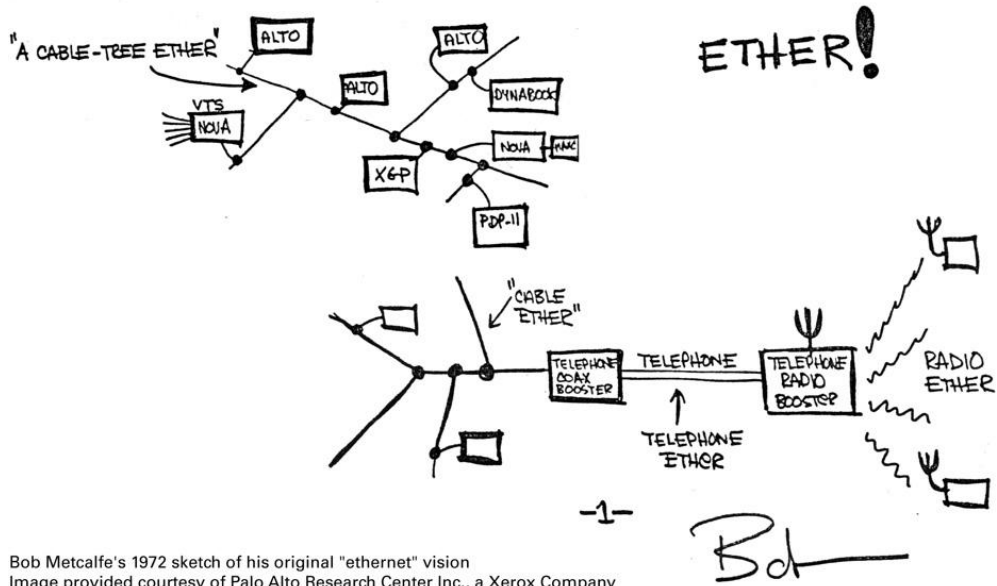 "A CABLE-TREE ETHER"
ALTO
ALTO
ETHER!
ALTO
DYNABOOK
VTS
NOVA
NOVA
XGP
PDP-11
"CABLE
ETHER"
TELEPHONE
COAX
BOOSTER
TELEPHONE
TELEPHONE
RADIO
BOOSTER
RADIO
ETHER
TELEPHONE
ETHER
-1-
Bob
Bob Metcalfe's 1972 sketch of his original "ethernet" vision
Image provided courtesy of Palo Alto Research Center Inc., a Xerox Company